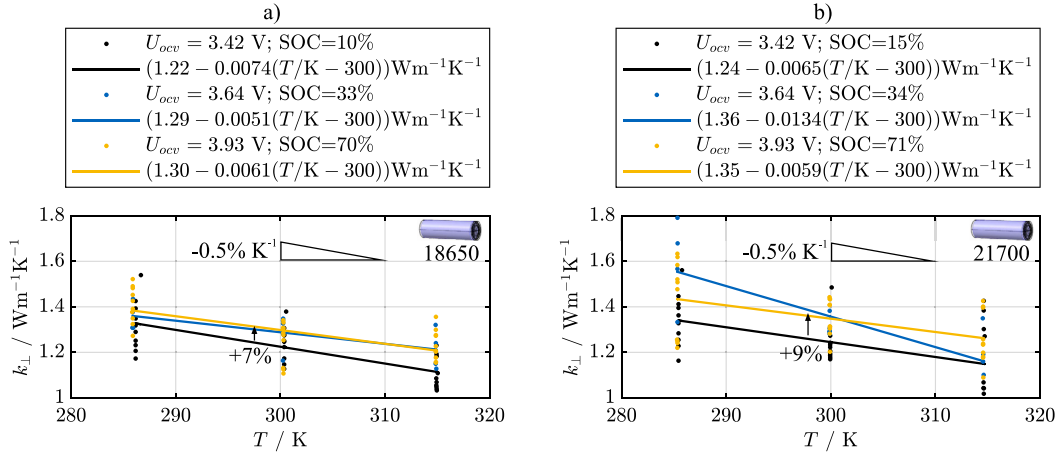 a)
U_ocv = 3.42 V; SOC=10%
(1.22−0.0074(T/K−300))Wm⁻¹K⁻¹
U_ocv = 3.64 V; SOC=33%
(1.29−0.0051(T/K−300))Wm⁻¹K⁻¹
U_ocv = 3.93 V; SOC=70%
(1.30−0.0061(T/K−300))Wm⁻¹K⁻¹
1.8
1.6
1.4
1.2
1
k⊥ / Wm⁻¹K⁻¹
-0.5% K⁻¹
18650
+7%
280 290 300 310 320
T / K
b)
U_ocv = 3.42 V; SOC=15%
(1.24−0.0065(T/K−300))Wm⁻¹K⁻¹
U_ocv = 3.64 V; SOC=34%
(1.36−0.0134(T/K−300))Wm⁻¹K⁻¹
U_ocv = 3.93 V; SOC=71%
(1.35−0.0059(T/K−300))Wm⁻¹K⁻¹
1.8
1.6
1.4
1.2
1
k⊥ / Wm⁻¹K⁻¹
-0.5% K⁻¹
21700
+9%
280 290 300 310 320
T / K